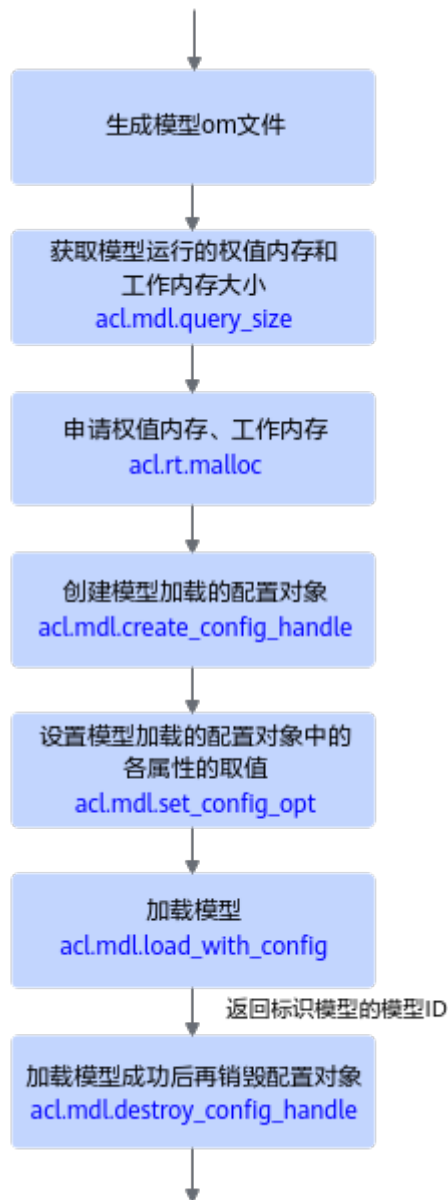 生成模型om文件
获取模型运行的权值内存和
工作内存大小
acl.mdl.query_size
申请权值内存、工作内存
acl.rt.malloc
创建模型加载的配置对象
acl.mdl.create_config_handle
设置模型加载的配置对象中的
各属性的取值
acl.mdl.set_config_opt
加载模型
acl.mdl.load_with_config
返回标识模型的模型ID
加载模型成功后再销毁配置对象
acl.mdl.destroy_config_handle